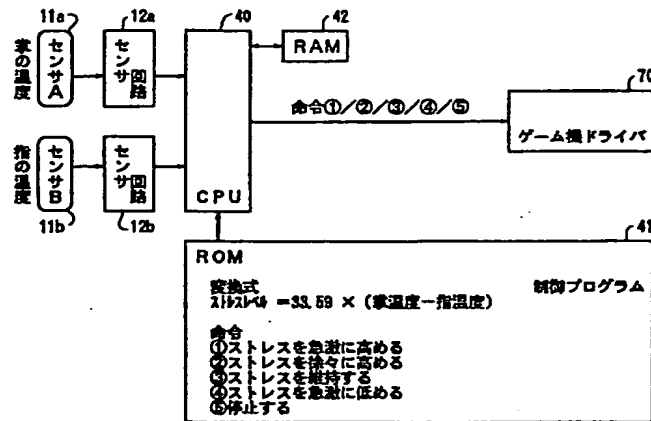 11a
12a
40
42
掌の温度
センサA
センサ回路
RAM
70
命令①/②/③/④/⑤
ゲーム機ドライバ
指の温度
センサB
センサ回路
CPU
11b
12b
41
ROM
変換式
制御プログラム
ストレスレベル =33.59 × (掌温度ー指温度)
命令
①ストレスを急激に高める
②ストレスを徐々に高める
③ストレスを維持する
④ストレスを急激に低める
⑤停止する